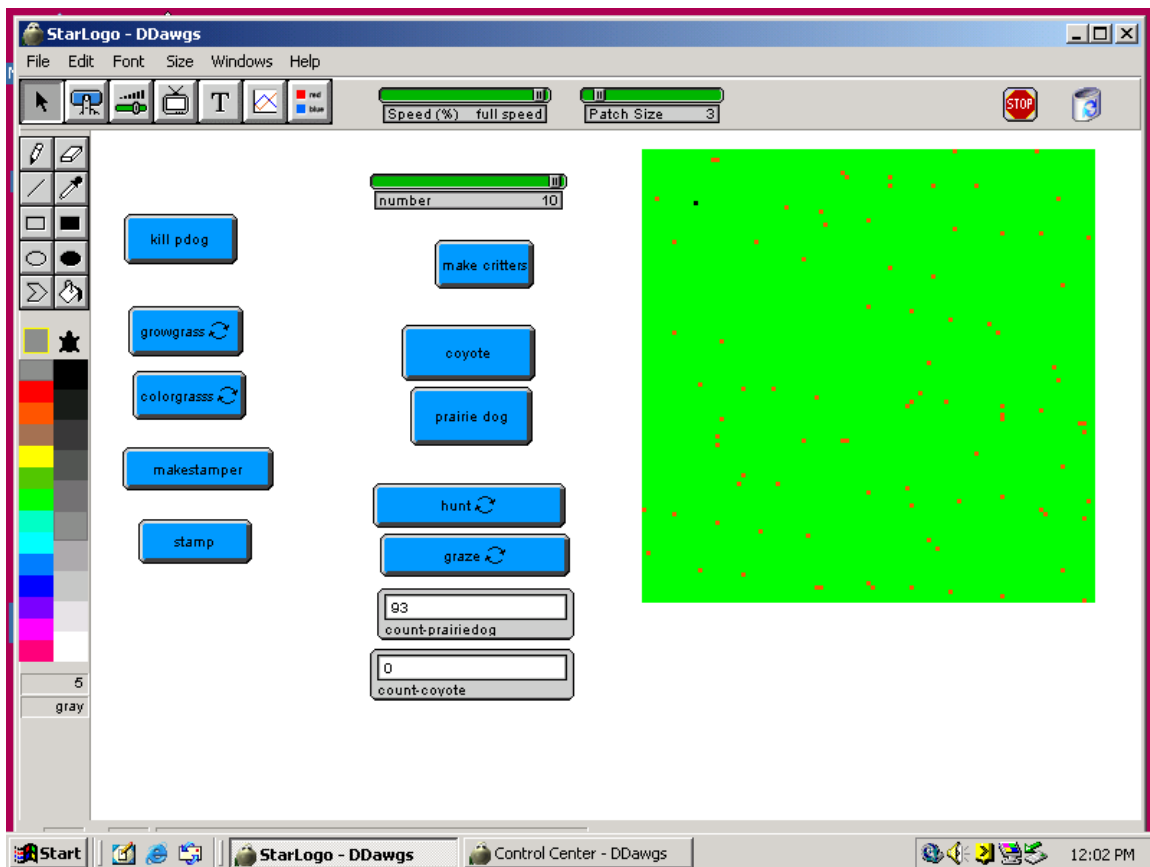 StarLogo - DDawgs
File Edit Font Size Windows Help
T
red
blue
Speed (%) full speed
Patch Size 3
STOP
number 10
kill pdog
make critters
growgrass
coyote
colorgrasss
prairie dog
makestamper
hunt
stamp
graze
93
count-prairiedog
0
count-coyote
5
gray
Start
StarLogo - DDawgs
Control Center - DDawgs
12:02 PM